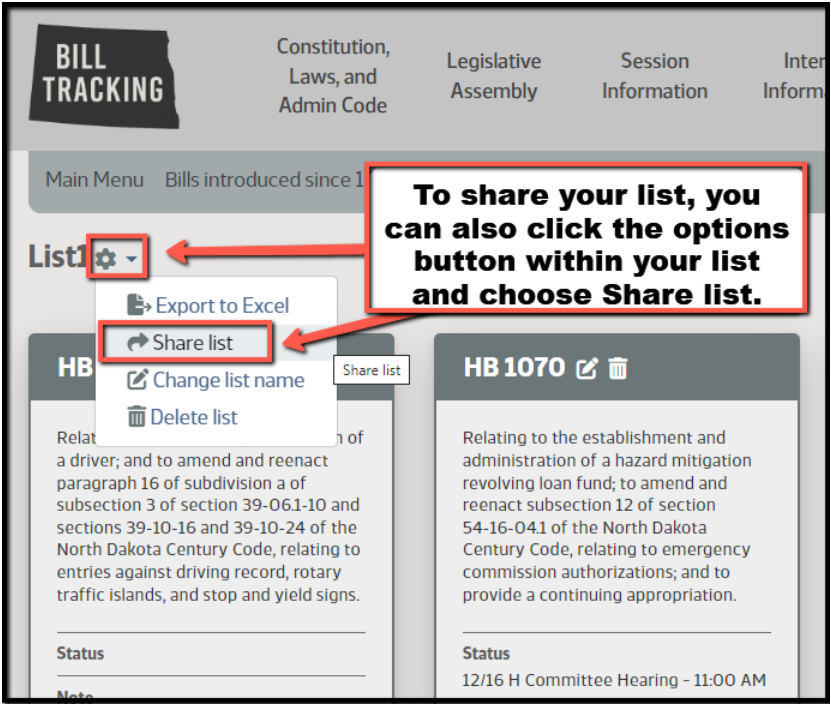 BILL
TRACKING
Constitution,
Laws, and
Admin Code
Legislative
Assembly
Session
Information
Main Menu
Bills introduced since
To share your list, you
can also click the options
button within your list
and choose Share list.
List1
Export to Excel
Share list
Change list name
Delete list
Share list
HB
of
a driver; and to amend and reenact
paragraph 16 of subdivision a of
subsection 3 of section 39-06.1-10 and
sections 39-10-16 and 39-10-24 of the
North Dakota Century Code, relating to
entries against driving record, rotary
traffic islands, and stop and yield signs.
Status
Note
HB 1070
Relating to the establishment and
administration of a hazard mitigation
revolving loan fund; to amend and
reenact subsection 12 of section
54-16-04.1 of the North Dakota
Century Code, relating to emergency
commission authorizations; and to
provide a continuing appropriation.
Status
12/16 H Committee Hearing - 11:00 AM